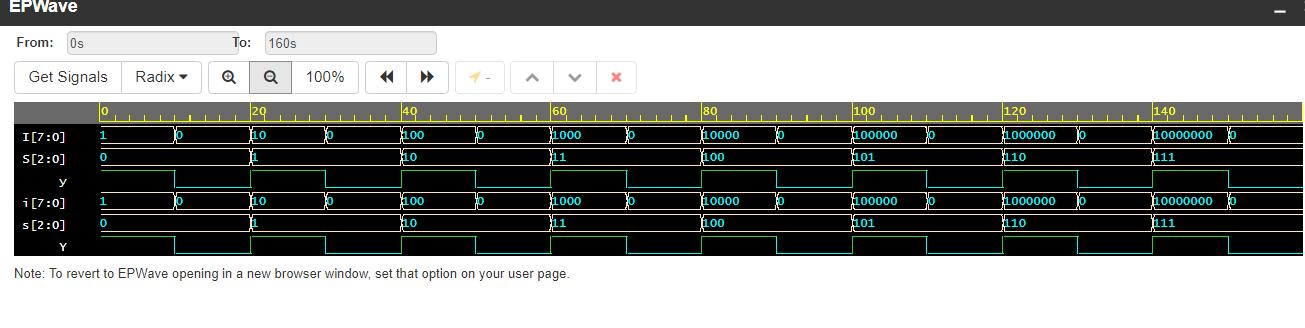 EPWave
From: 0s To: 160s
Get Signals Radix 100% -
0 20 40 60 80 100 120 140
I[7:0] 1 0 10 0 100 0 1000 0 10000 0 100000 0 1000000 0 10000000 0
S[2:0] 0 1 10 11 100 101 110 111
y
i[7:0] 1 0 10 0 100 0 1000 0 10000 0 100000 0 1000000 0 10000000 0
s[2:0] 0 1 10 11 100 101 110 111
Y
Note: To revert to EPWave opening in a new browser window, set that option on your user page.